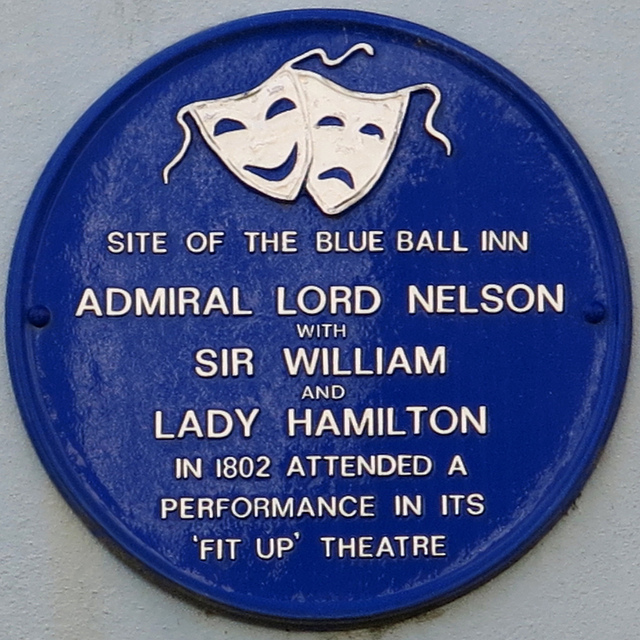 SITE OF THE BLUE BALL INN
ADMIRAL LORD NELSON
WITH
SIR WILLIAM
AND
LADY HAMILTON
IN 1802 ATTENDED A
PERFORMANCE IN ITS
'FIT UP' THEATRE